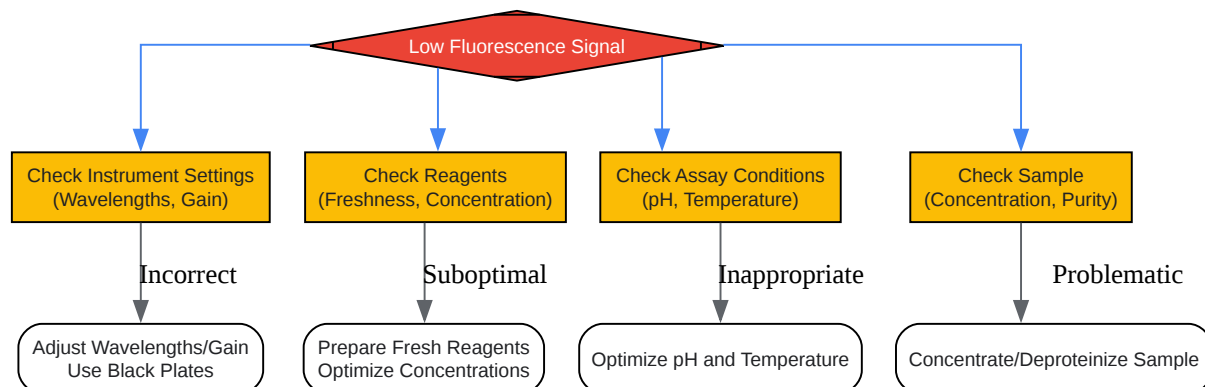 Low Fluorescence Signal
Check Instrument Settings
(Wavelengths, Gain)
Check Reagents
(Freshness, Concentration)
Check Assay Conditions
(pH, Temperature)
Check Sample
(Concentration, Purity)
Incorrect
Suboptimal
Inappropriate
Problematic
Adjust Wavelengths/Gain
Use Black Plates
Prepare Fresh Reagents
Optimize Concentrations
Optimize pH and Temperature
Concentrate/Deproteinize Sample